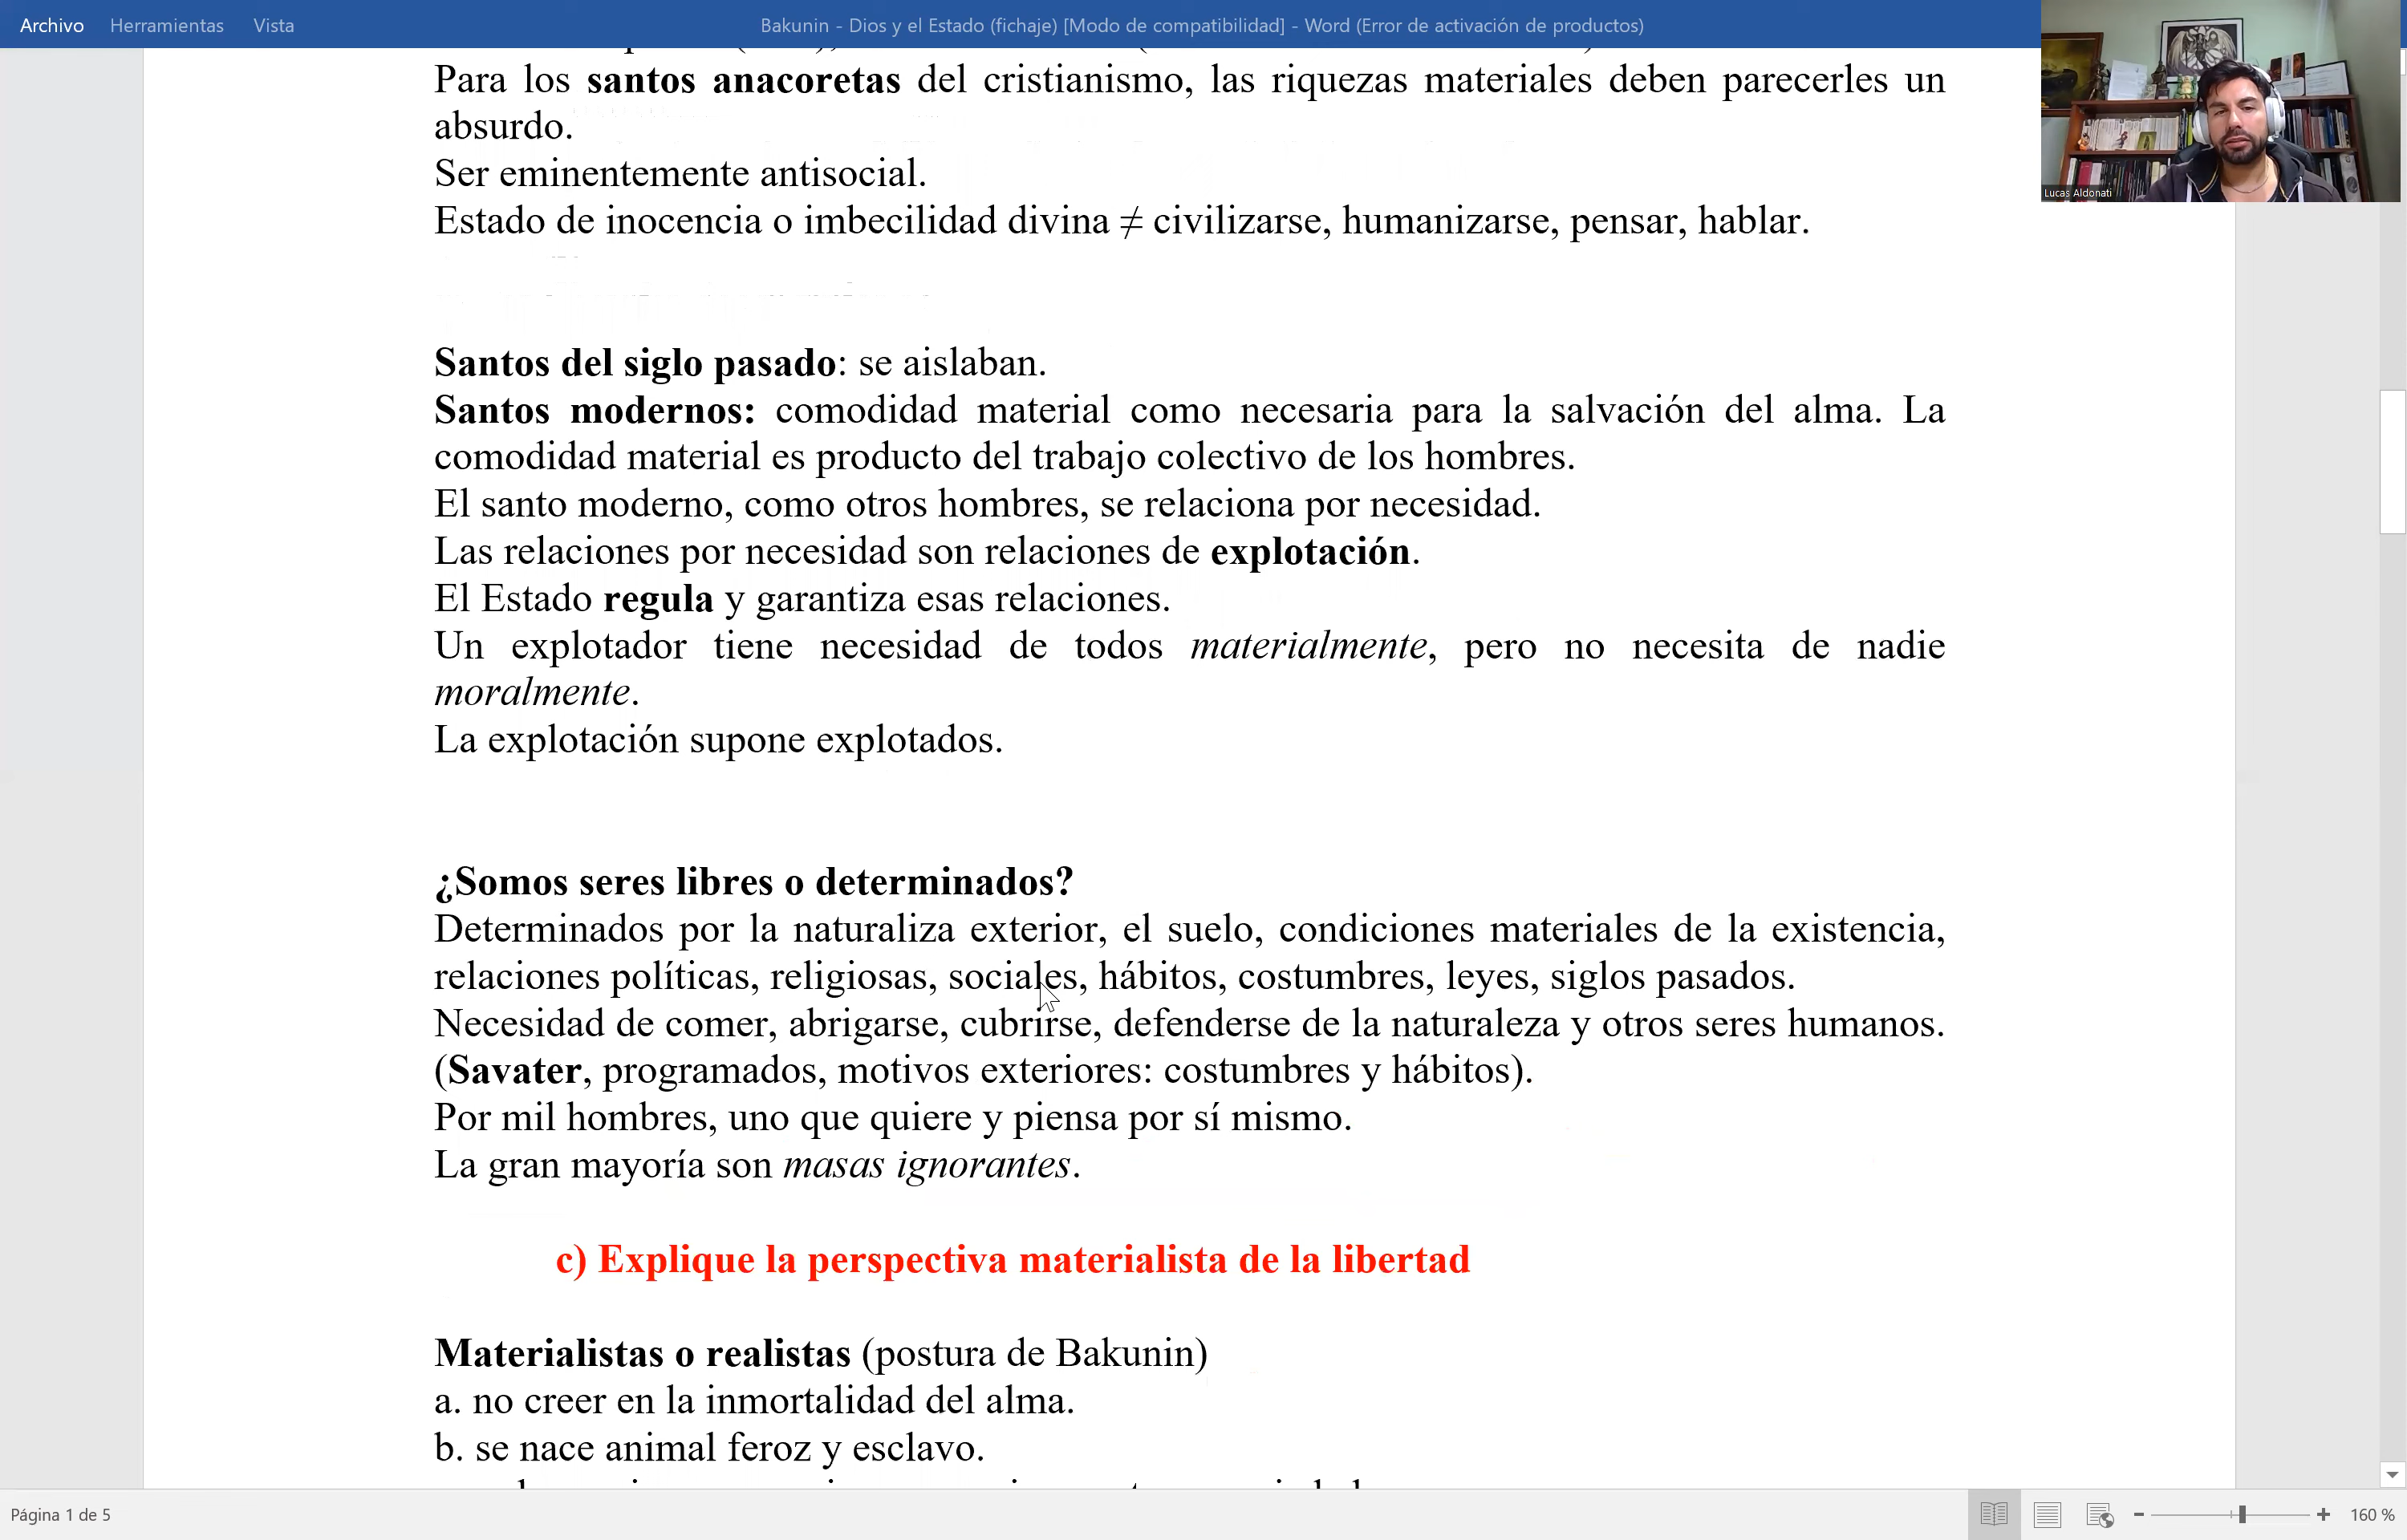 Archivo Herramientas Vista Bakunin - Dios y el Estado (fichaje) [Modo de compatibilidad] - Word (Error de activación de productos)
Para los santos anacoretas del cristianismo, las riquezas materiales deben parecerles un
absurdo.
Ser eminentemente antisocial.
Estado de inocencia o imbecilidad divina ≠ civilizarse, humanizarse, pensar, hablar.
Lucas Aldonati
Santos del siglo pasado: se aislaban.
Santos modernos: comodidad material como necesaria para la salvación del alma. La
comodidad material es producto del trabajo colectivo de los hombres.
El santo moderno, como otros hombres, se relaciona por necesidad.
Las relaciones por necesidad son relaciones de explotación.
El Estado regula y garantiza esas relaciones.
Un explotador tiene necesidad de todos materialmente, pero no necesita de nadie
moralmente.
La explotación supone explotados.
¿Somos seres libres o determinados?
Determinados por la naturaliza exterior, el suelo, condiciones materiales de la existencia,
relaciones políticas, religiosas, sociales, hábitos, costumbres, leyes, siglos pasados.
Necesidad de comer, abrigarse, cubrirse, defenderse de la naturaleza y otros seres humanos.
(Savater, programados, motivos exteriores: costumbres y hábitos).
Por mil hombres, uno que quiere y piensa por sí mismo.
La gran mayoría son masas ignorantes.
c) Explique la perspectiva materialista de la libertad
Materialistas o realistas (postura de Bakunin)
a. no creer en la inmortalidad del alma.
b. se nace animal feroz y esclavo.
Página 1 de 5 160 %